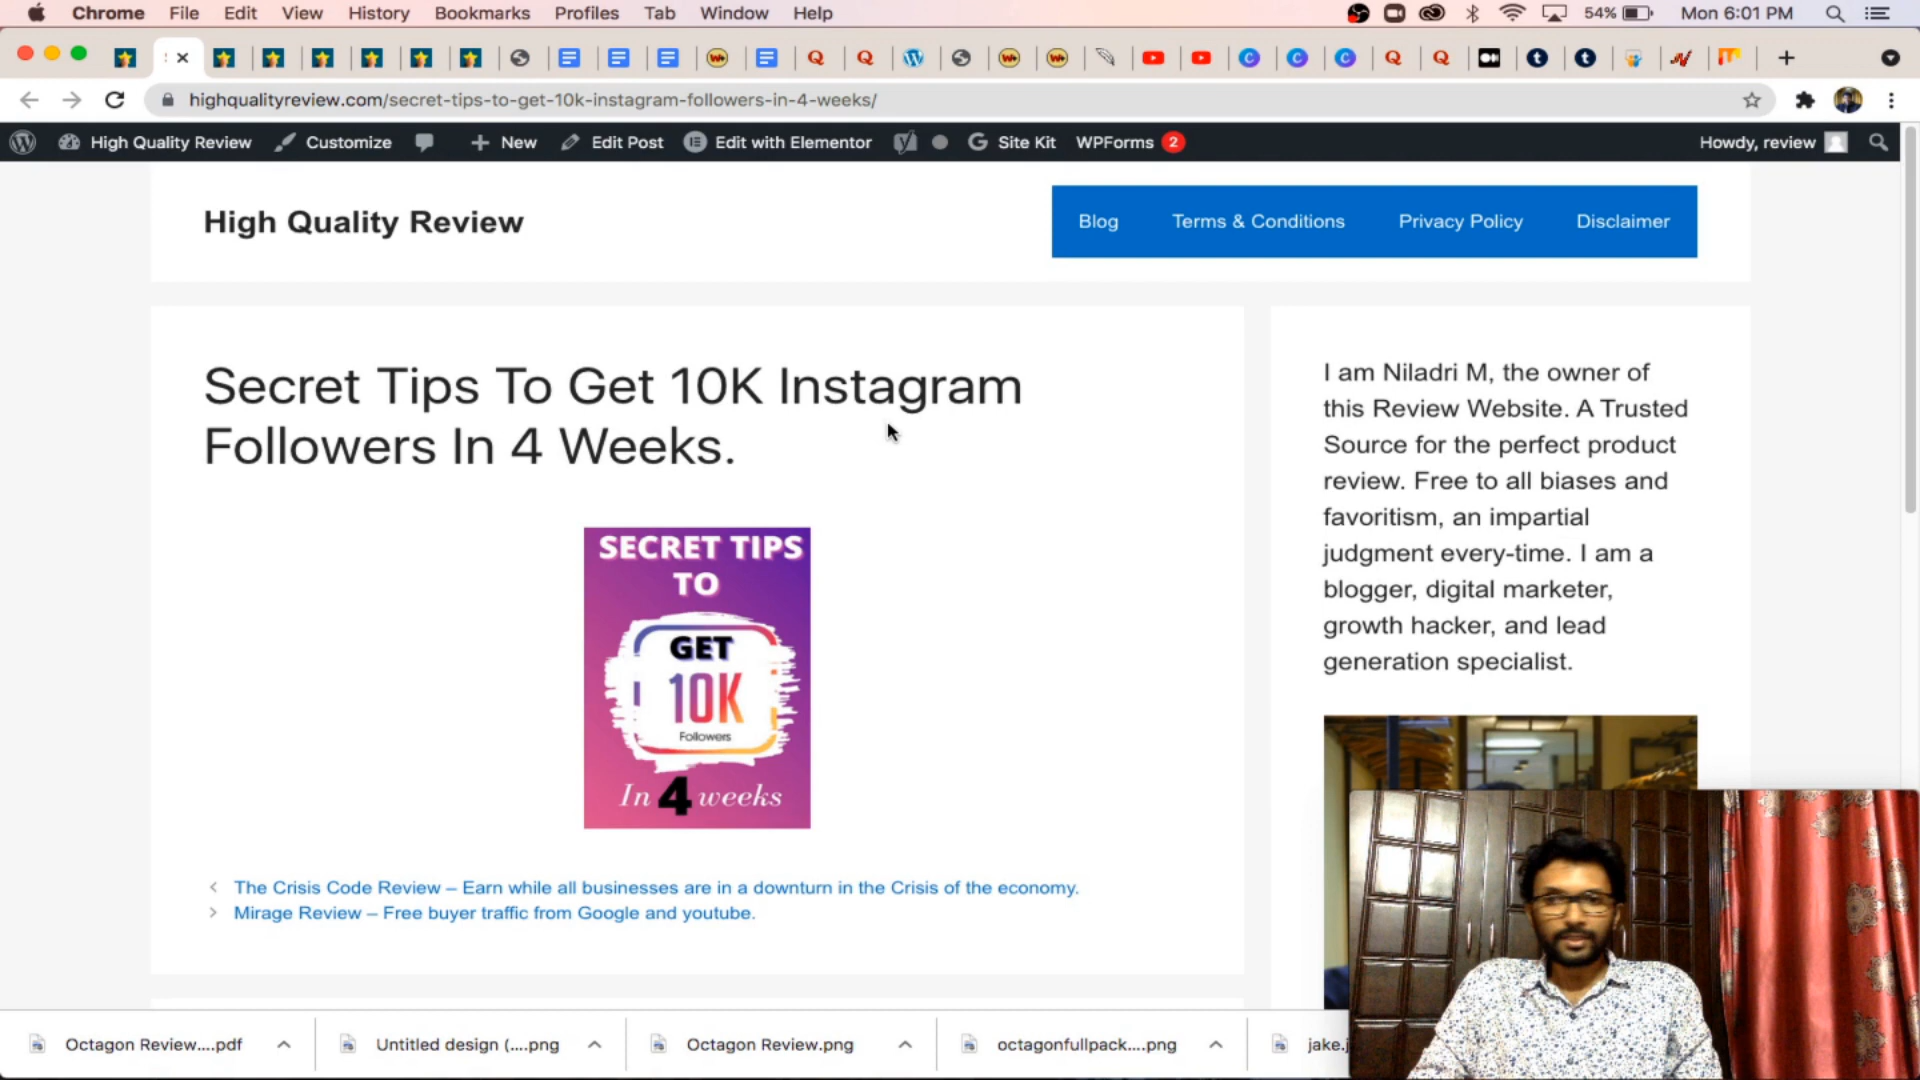 Chrome File Edit View History Bookmarks Profiles Tab Window Help 54% Mon 6:01 PM
highqualityreview.com/secret-tips-to-get-10k-instagram-followers-in-4-weeks/
High Quality Review Customize New Edit Post Edit with Elementor Site Kit WPForms 2 Howdy, review
High Quality Review
Blog Terms & Conditions Privacy Policy Disclaimer
Secret Tips To Get 10K Instagram
Followers In 4 Weeks.
SECRET TIPS
TO
GET
10K
Followers
In 4 weeks
The Crisis Code Review – Earn while all businesses are in a downturn in the Crisis of the economy.
Mirage Review – Free buyer traffic from Google and youtube.
I am Niladri M, the owner of
this Review Website. A Trusted
Source for the perfect product
review. Free to all biases and
favoritism, an impartial
judgment every-time. I am a
blogger, digital marketer,
growth hacker, and lead
generation specialist.
Octagon Review....pdf Untitled design (....png Octagon Review.png octagonfullpack....png jake.j